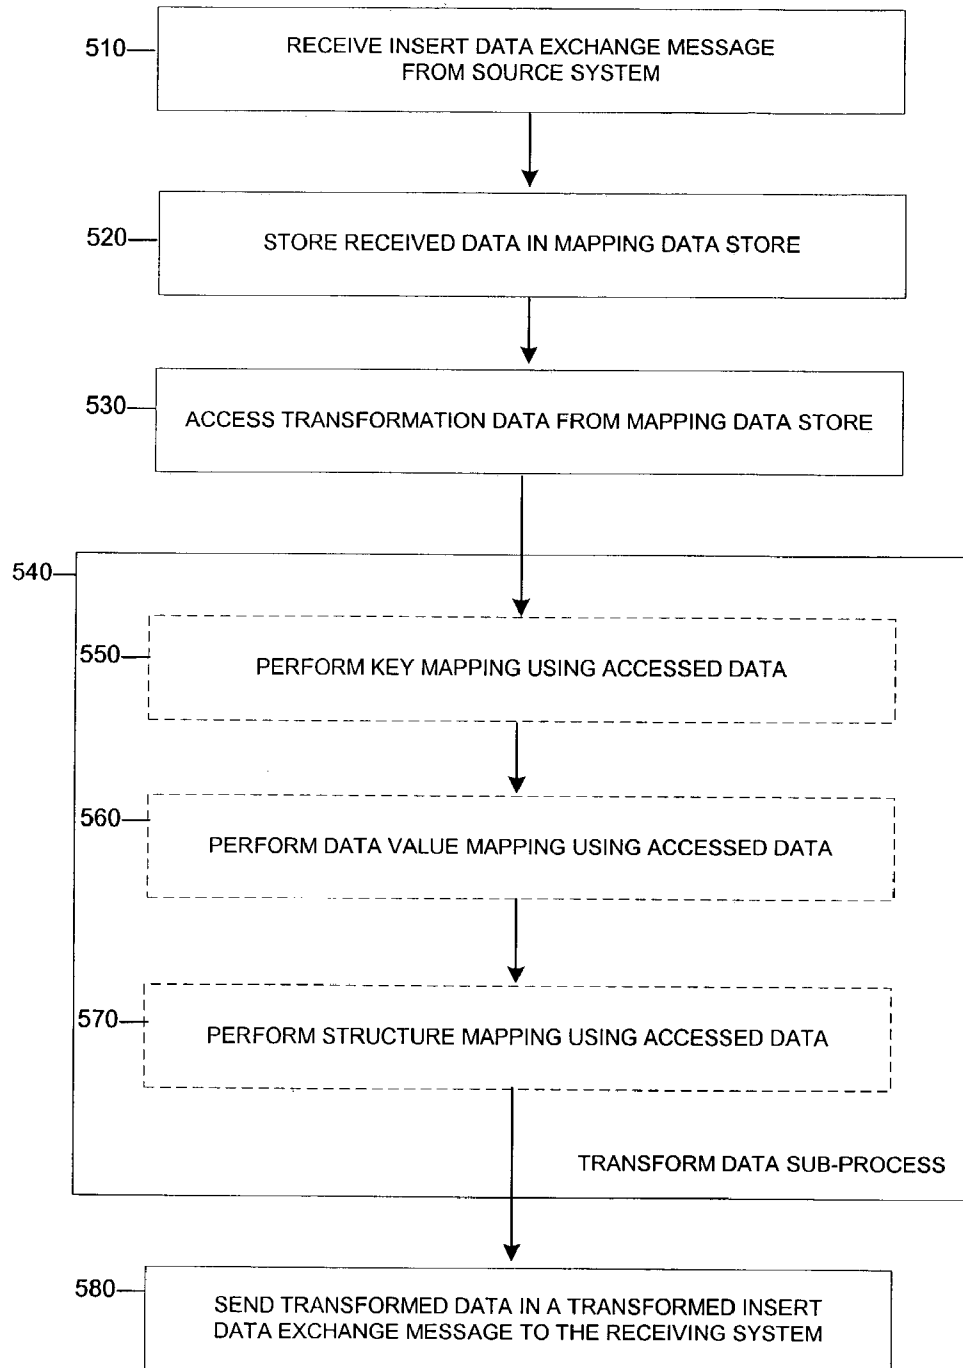 510
RECEIVE INSERT DATA EXCHANGE MESSAGE
FROM SOURCE SYSTEM
520
STORE RECEIVED DATA IN MAPPING DATA STORE
530
ACCESS TRANSFORMATION DATA FROM MAPPING DATA STORE
540
550
PERFORM KEY MAPPING USING ACCESSED DATA
560
PERFORM DATA VALUE MAPPING USING ACCESSED DATA
570
PERFORM STRUCTURE MAPPING USING ACCESSED DATA
TRANSFORM DATA SUB-PROCESS
580
SEND TRANSFORMED DATA IN A TRANSFORMED INSERT
DATA EXCHANGE MESSAGE TO THE RECEIVING SYSTEM